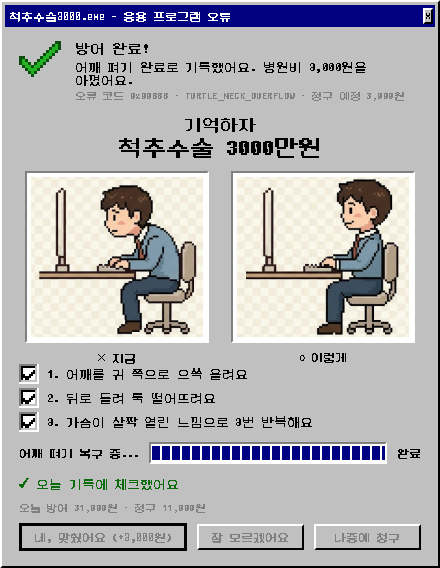 척추수술3000.exe - 응용 프로그램 오류
방어 완료!
어깨 펴기 완료로 기록했어요. 병원비 3,000원을
아꼈어요.
오류 코드 0x00BBB · TURTLE_NECK_OVERFLOW · 청구 예정 3,000원
기억하자
척추수술 3000만원
× 지금
o 이렇게
1. 어깨를 귀 쪽으로 으쓱 올려요
2. 뒤로 돌려 툭 떨어뜨려요
3. 가슴이 살짝 열린 느낌으로 3번 반복해요
어깨 펴기 복구 중... 완료
✓ 오늘 기록에 체크했어요
오늘 방어 31,000원 · 청구 11,000원
네, 맞췄어요 (+3,000원)
잘 모르겠어요
나중에 청구